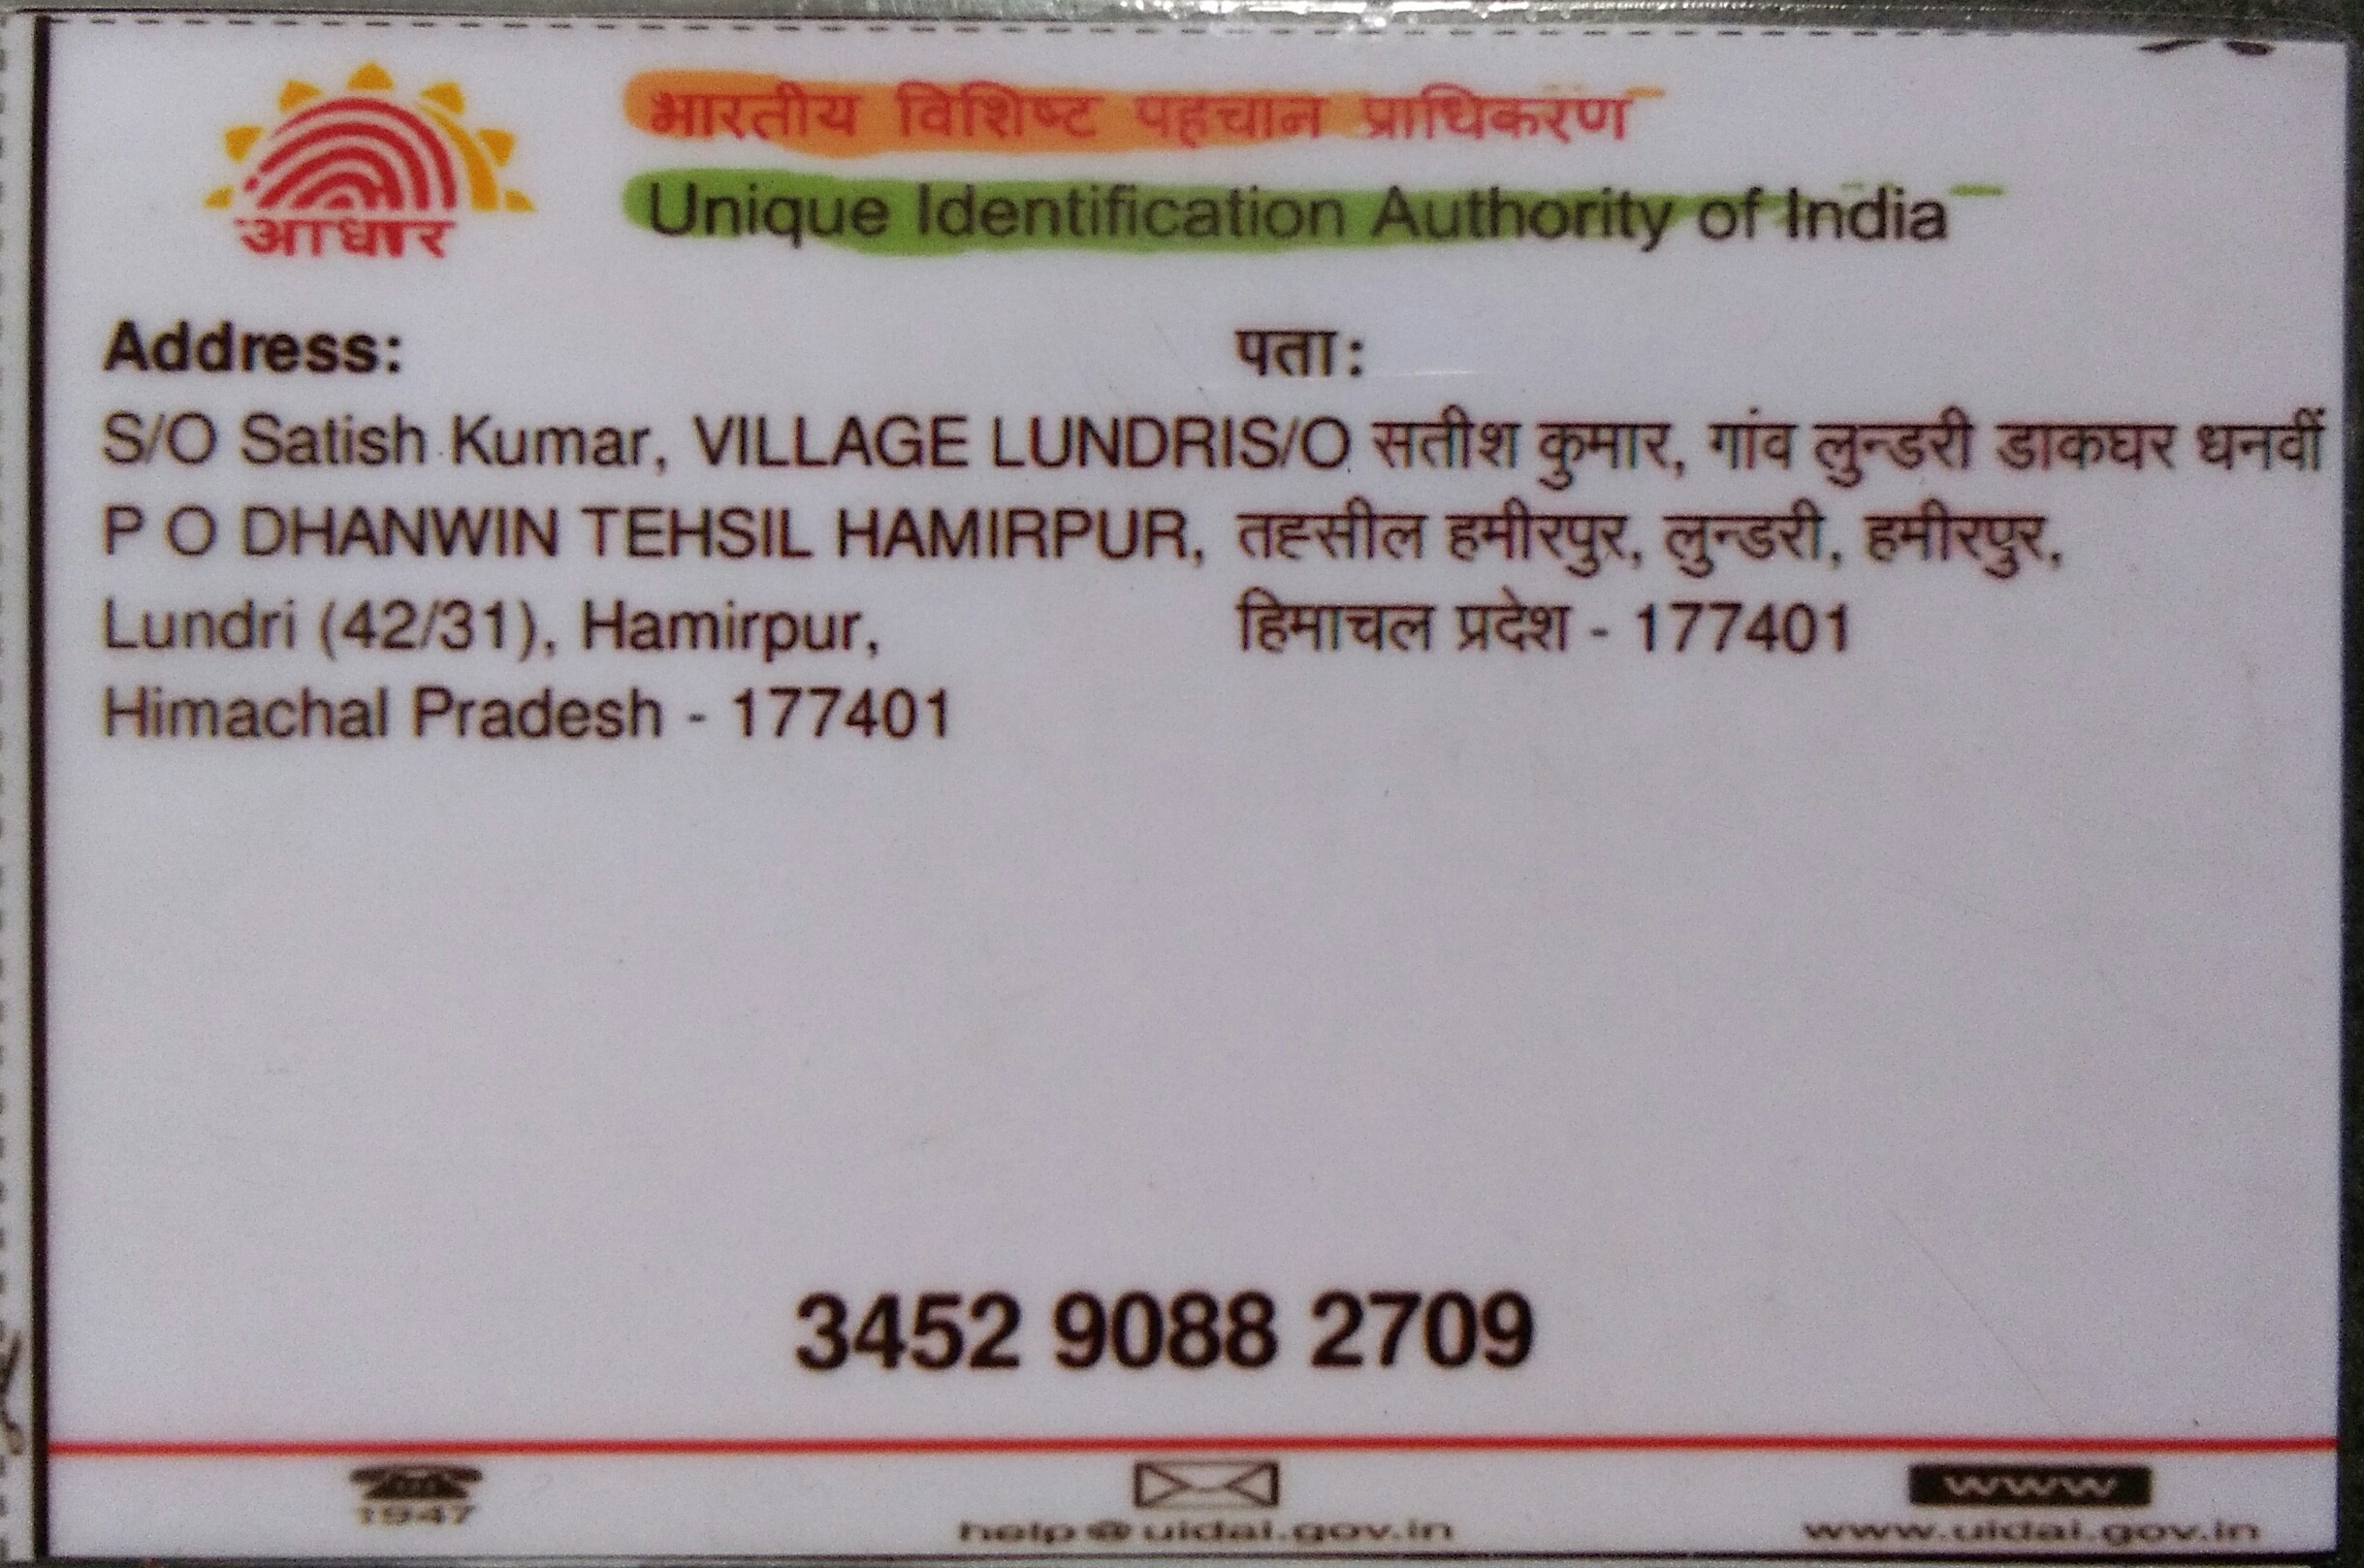 आधार
भारतीय विशिष्ट पहचान प्राधिकरण
Unique Identification Authority of India
Address:
S/O Satish Kumar, VILLAGE LUNDRI
P O DHANWIN TEHSIL HAMIRPUR,
Lundri (42/31), Hamirpur,
Himachal Pradesh - 177401
पता:
S/O सतीश कुमार, गांव लुन्डरी डाकघर धनवीं
तह्सील हमीरपुर, लुन्डरी, हमीरपुर,
हिमाचल प्रदेश - 177401
3452 9088 2709
1947
help@uidai.gov.in
www
www.uidai.gov.in